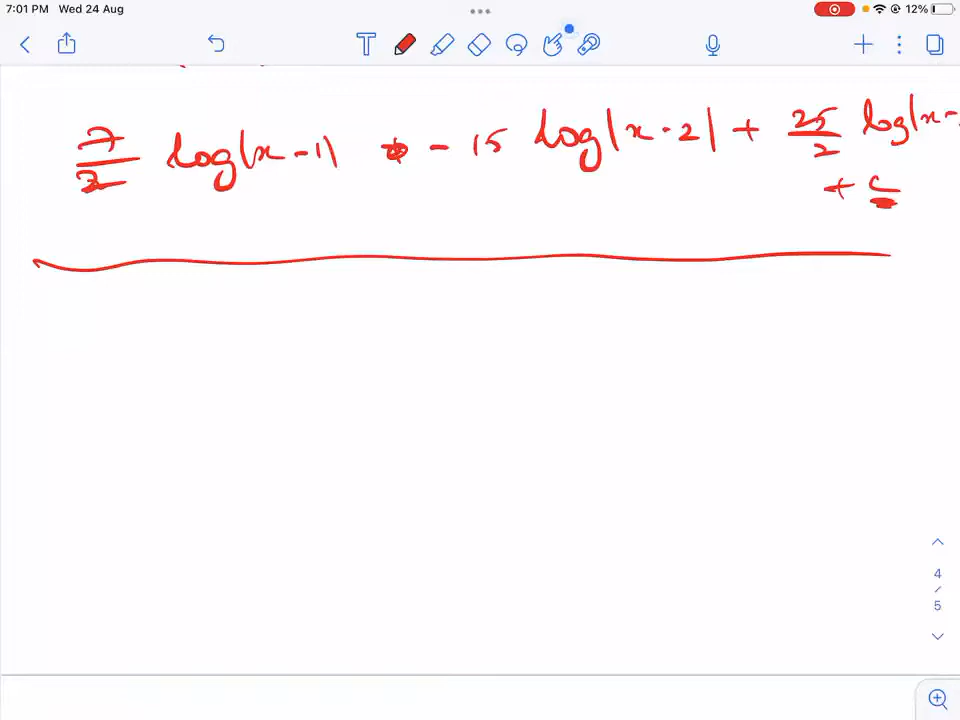 7:01 PM Wed 24 Aug 12%
T
7/2 log|x-1| - 15 log|x-2| + 25/2 log|x-
+ c
4
/
5